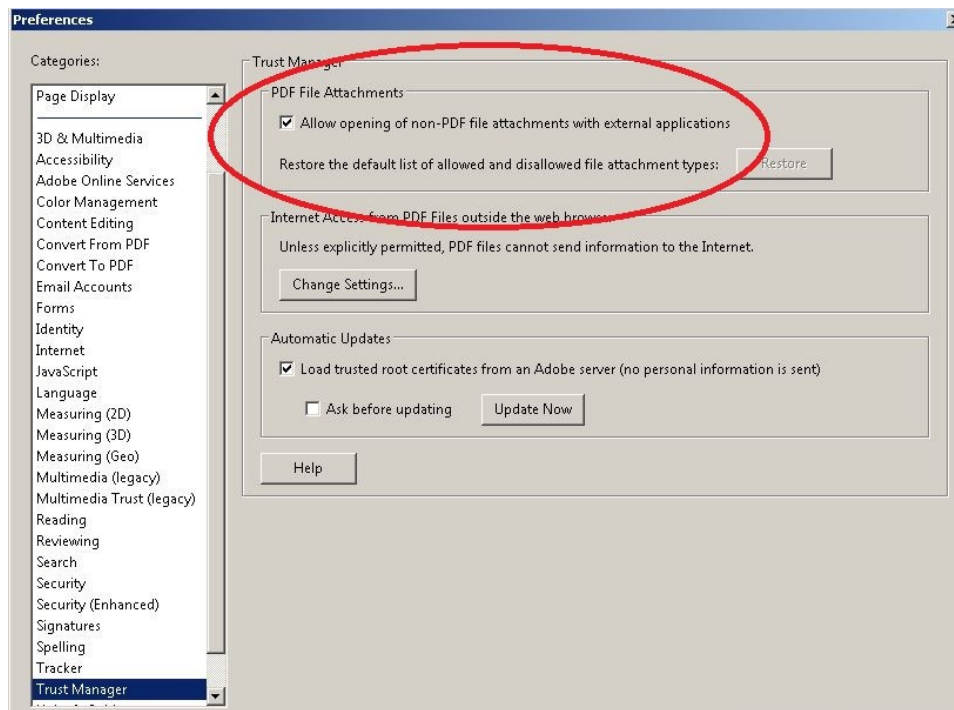 Preferences
Categories:
Page Display
3D & Multimedia
Accessibility
Adobe Online Services
Color Management
Content Editing
Convert From PDF
Convert To PDF
Email Accounts
Forms
Identity
Internet
JavaScript
Language
Measuring (2D)
Measuring (3D)
Measuring (Geo)
Multimedia (legacy)
Multimedia Trust (legacy)
Reading
Reviewing
Search
Security
Security (Enhanced)
Signatures
Spelling
Tracker
Trust Manager
Trust Manager
PDF File Attachments
Allow opening of non-PDF file attachments with external applications
Restore the default list of allowed and disallowed file attachment types:
Restore
Internet Access from PDF Files outside the web browser
Unless explicitly permitted, PDF files cannot send information to the Internet.
Change Settings...
Automatic Updates
Load trusted root certificates from an Adobe server (no personal information is sent)
Ask before updating
Update Now
Help